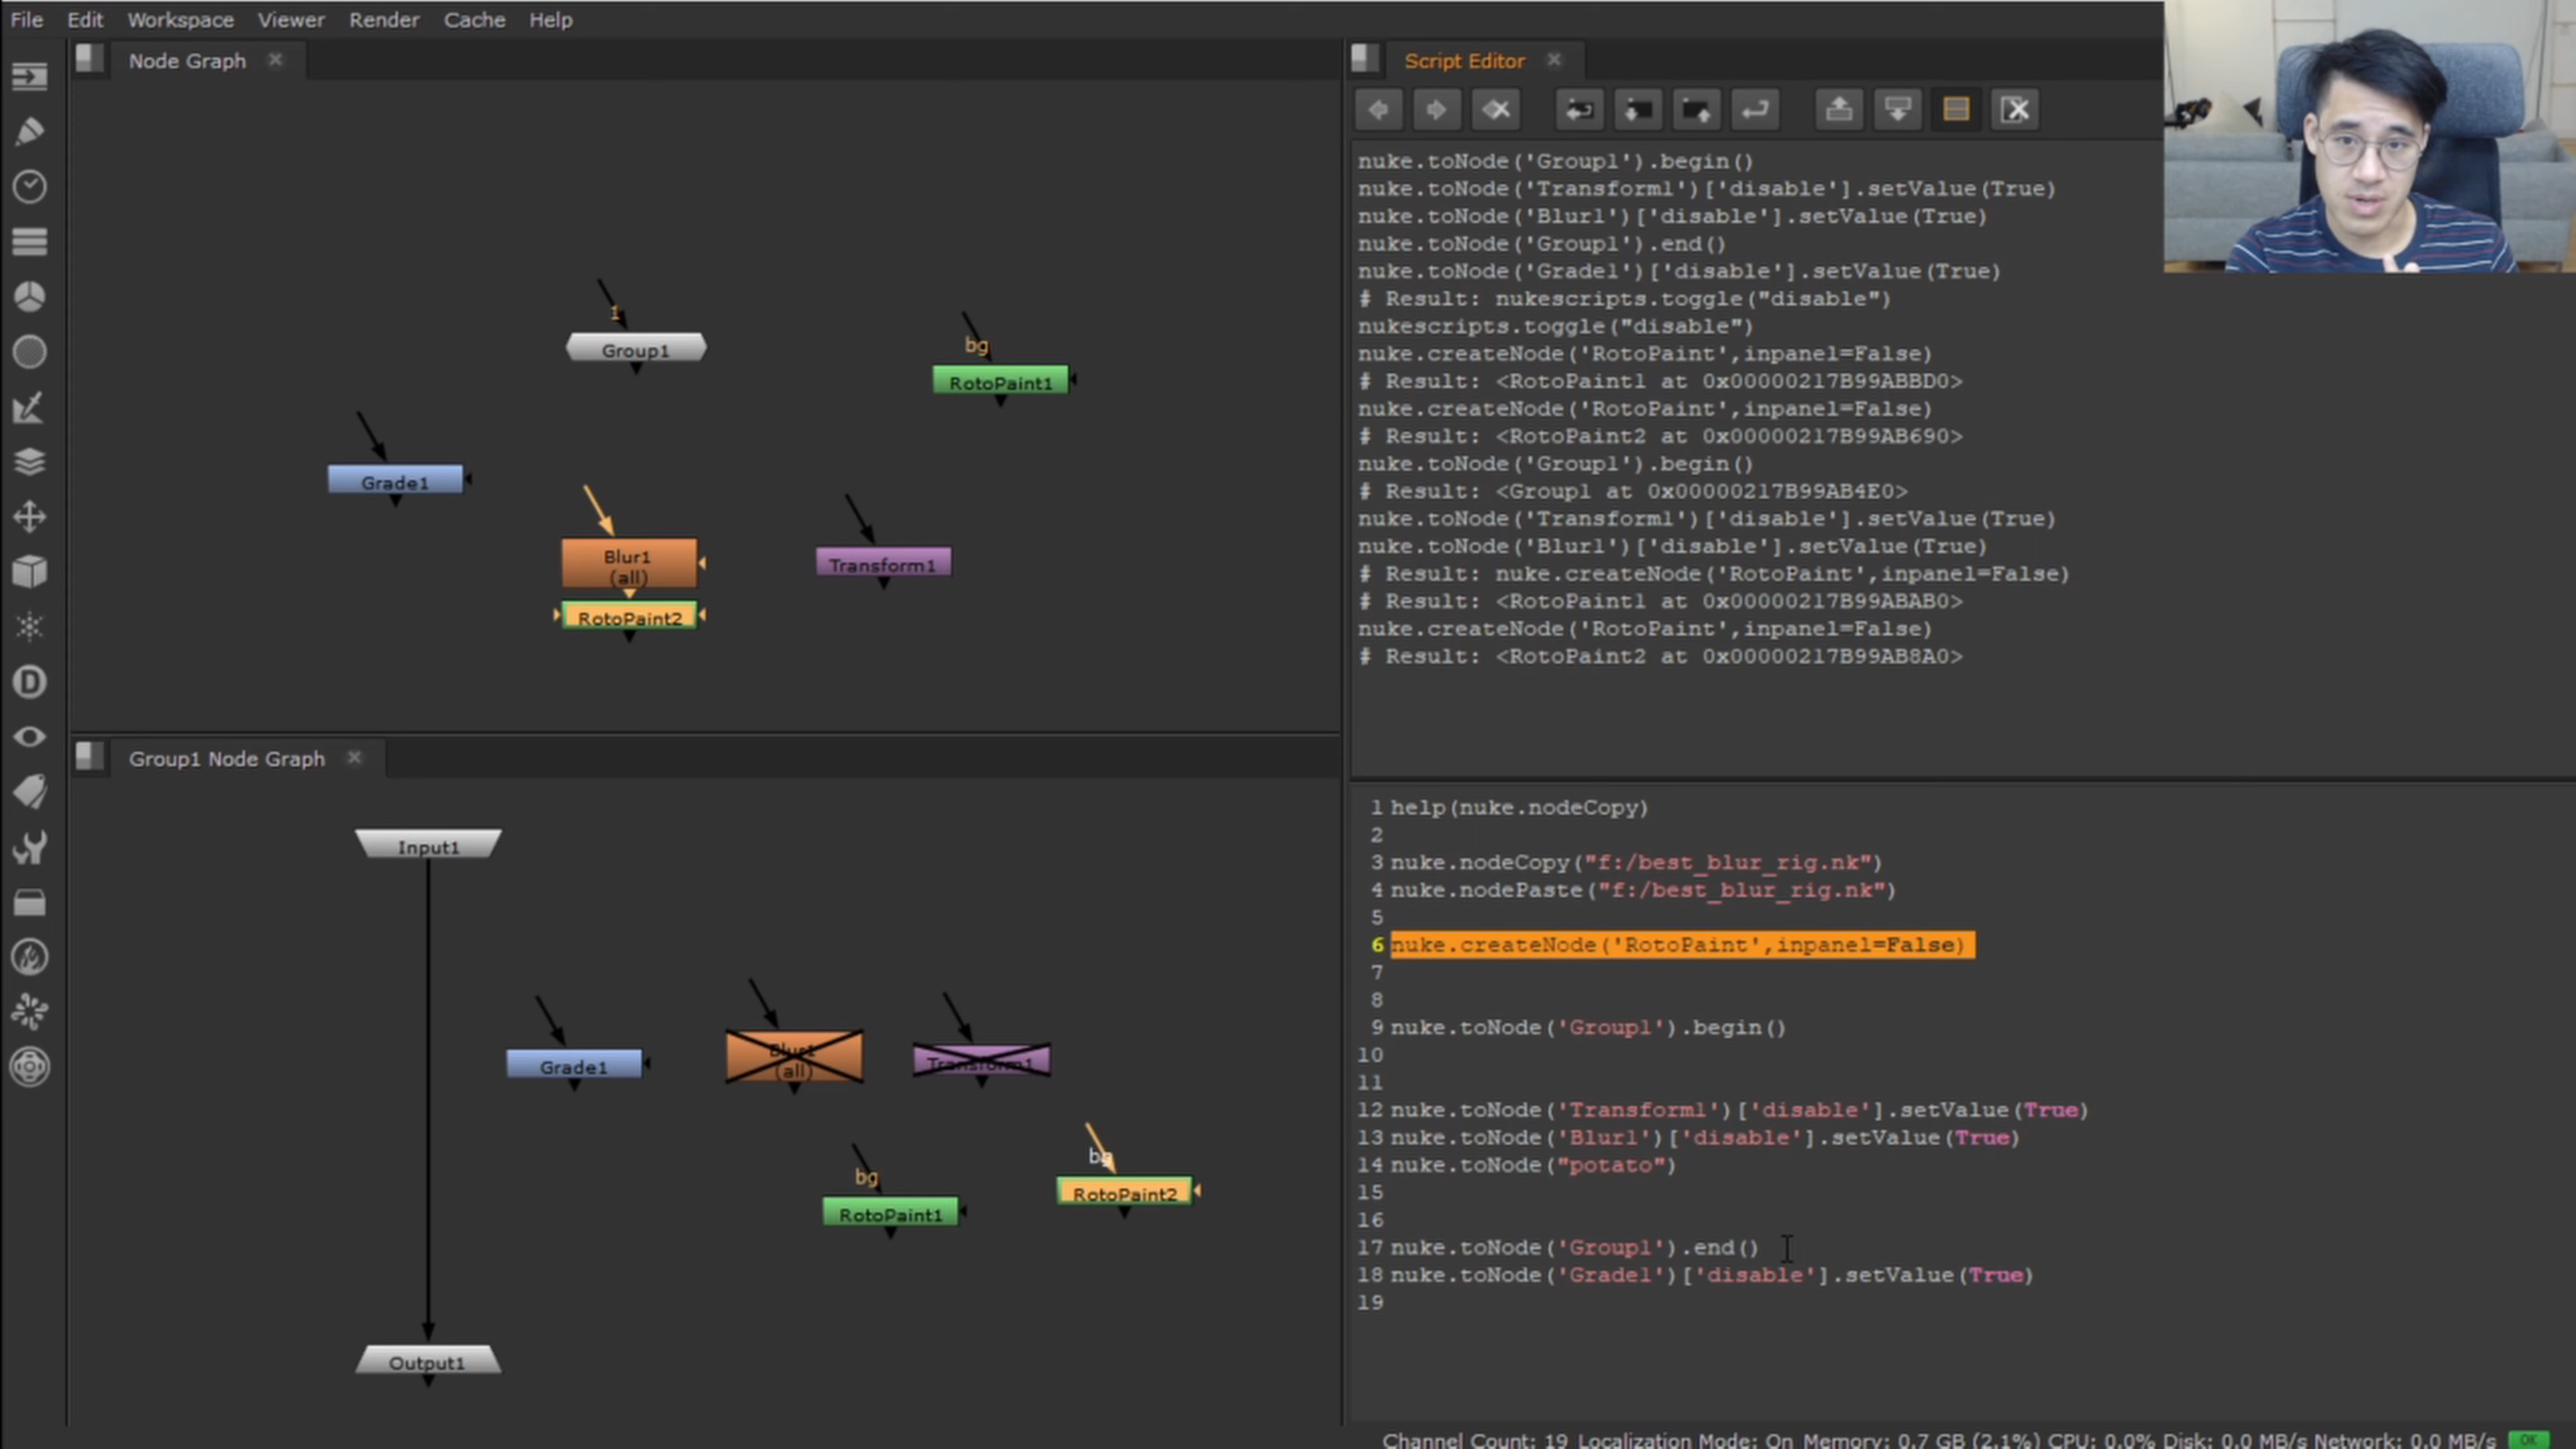 File Edit Workspace Viewer Render Cache Help
Node Graph
1
Group1
bg
RotoPaint1
Grade1
Blur1
(all)
Transform1
RotoPaint2
Group1 Node Graph
Input1
Grade1
Blur1
(all)
Transform1
bg
RotoPaint1
bg
RotoPaint2
Output1
Script Editor
nuke.toNode('Group1').begin()
nuke.toNode('Transform1')['disable'].setValue(True)
nuke.toNode('Blur1')['disable'].setValue(True)
nuke.toNode('Group1').end()
nuke.toNode('Grade1')['disable'].setValue(True)
# Result: nukescripts.toggle("disable")
nukescripts.toggle("disable")
nuke.createNode('RotoPaint',inpanel=False)
# Result: <RotoPaint1 at 0x00000217B99ABBD0>
nuke.createNode('RotoPaint',inpanel=False)
# Result: <RotoPaint2 at 0x00000217B99AB690>
nuke.toNode('Group1').begin()
# Result: <Group1 at 0x00000217B99AB4E0>
nuke.toNode('Transform1')['disable'].setValue(True)
nuke.toNode('Blur1')['disable'].setValue(True)
# Result: nuke.createNode('RotoPaint',inpanel=False)
# Result: <RotoPaint1 at 0x00000217B99ABAB0>
nuke.createNode('RotoPaint',inpanel=False)
# Result: <RotoPaint2 at 0x00000217B99AB8A0>
1 help(nuke.nodeCopy)
2
3 nuke.nodeCopy("f:/best_blur_rig.nk")
4 nuke.nodePaste("f:/best_blur_rig.nk")
5
6 nuke.createNode('RotoPaint',inpanel=False)
7
8
9 nuke.toNode('Group1').begin()
10
11
12 nuke.toNode('Transform1')['disable'].setValue(True)
13 nuke.toNode('Blur1')['disable'].setValue(True)
14 nuke.toNode("potato")
15
16
17 nuke.toNode('Group1').end()
18 nuke.toNode('Grade1')['disable'].setValue(True)
19
Channel Count: 19 Localization Mode: On Memory: 0.7 GB (2.1%) CPU: 0.0% Disk: 0.0 MB/s Network: 0.0 MB/s OK